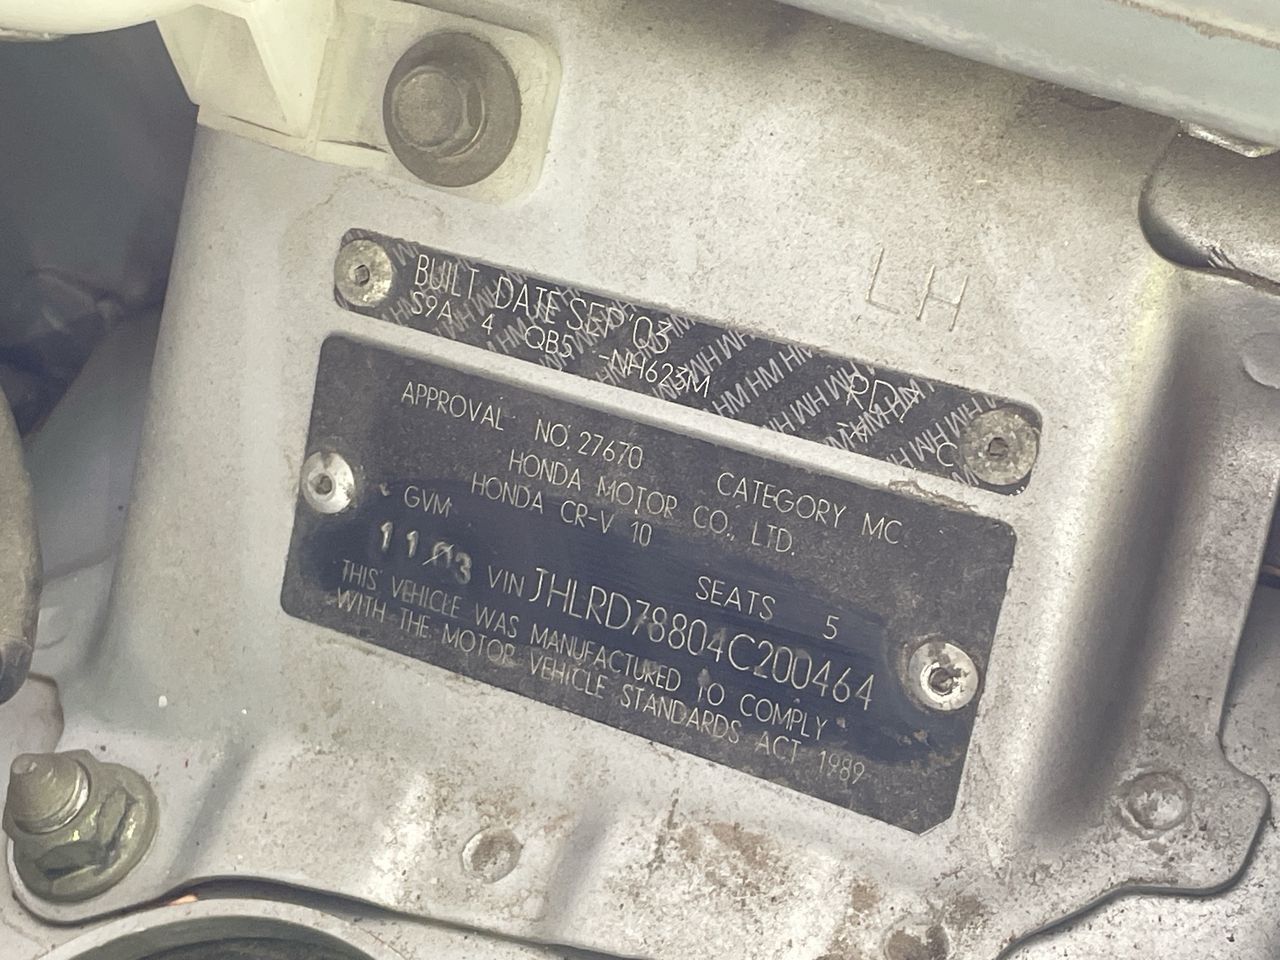 LH
BUILT DATE SEP'03
S9A 4 QB5 -NH623M RD7
C
APPROVAL NO. 27670 CATEGORY MC
HONDA MOTOR CO., LTD.
HONDA CR-V 10
GVM SEATS 5
1103 VIN JHLRD78804C200464
THIS VEHICLE WAS MANUFACTURED TO COMPLY
WITH THE MOTOR VEHICLE STANDARDS ACT 1989